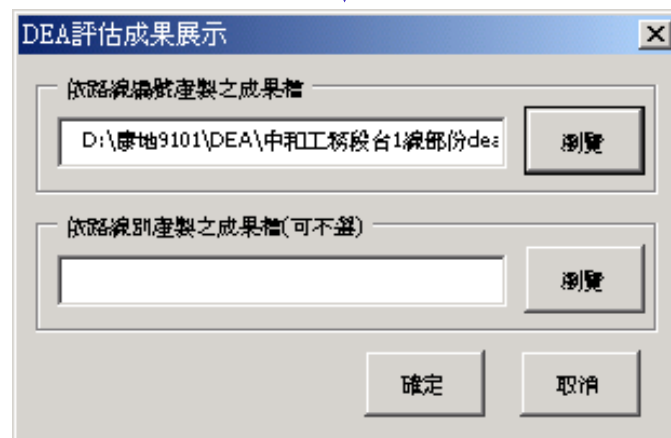 DEA評估成果展示
依路線編號產製之成果檔
D:\康地9101\DEA\中和工務段台1線部份dea
瀏覽
依路線別產製之成果檔(可不選)
瀏覽
確定
取消